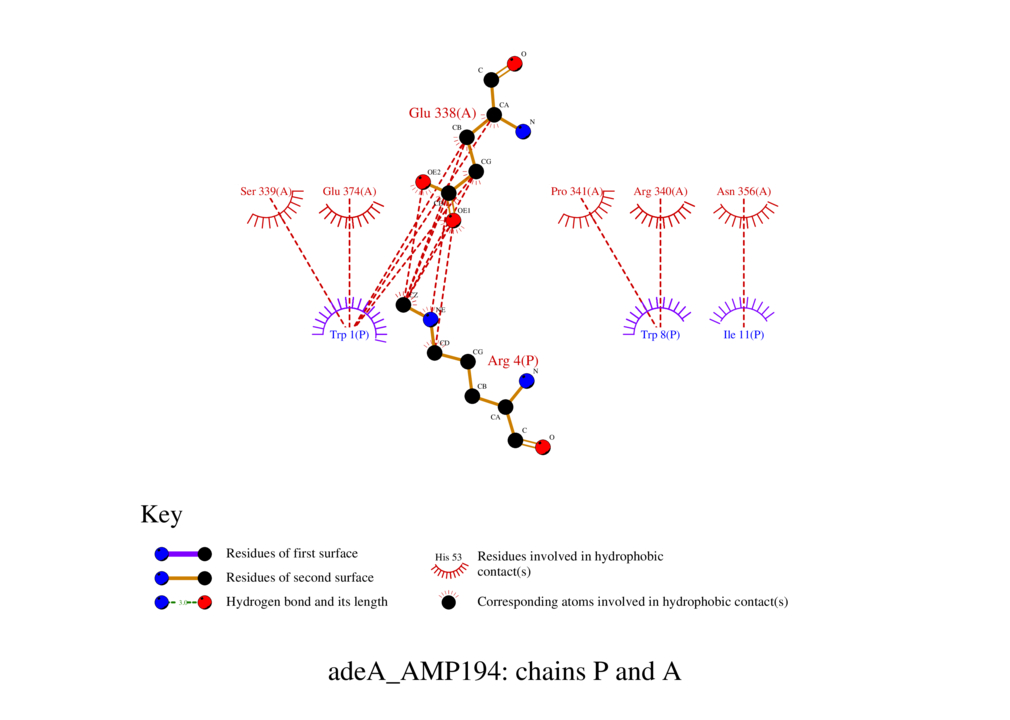 O
C
CA
Glu 338(A)
N
CB
CG
OE2
OE1
Ser 339(A)
Glu 374(A)
Pro 341(A)
Arg 340(A)
Asn 356(A)
CZ
NE
Trp 1(P)
Trp 8(P)
Ile 11(P)
CD
CG
Arg 4(P)
N
CB
CA
C
O
Key
Residues of first surface
Residues of second surface
3.0
Hydrogen bond and its length
His 53
Residues involved in hydrophobic
contact(s)
Corresponding atoms involved in hydrophobic contact(s)
adeA_AMP194: chains P and A